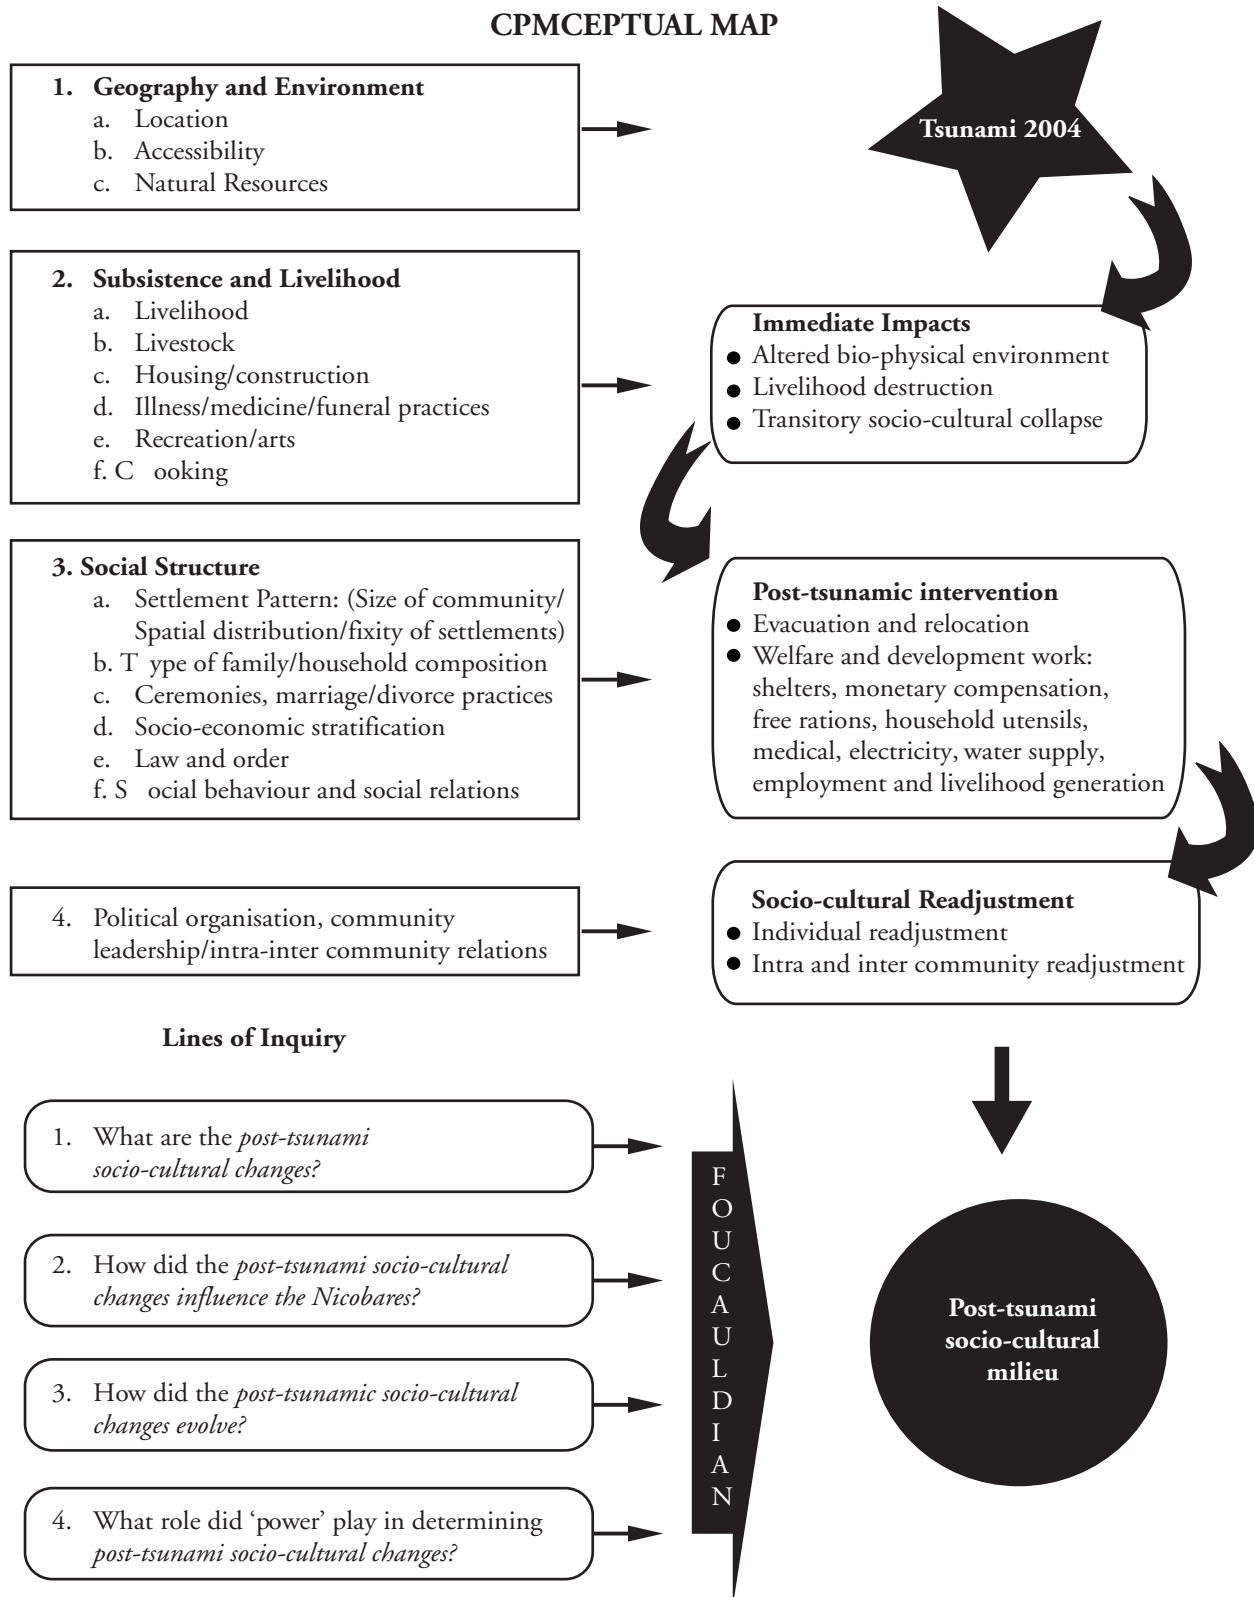 CPMCEPTUAL MAP
1. Geography and Environment
a. Location
b. Accessibility
c. Natural Resources
2. Subsistence and Livelihood
a. Livelihood
b. Livestock
c. Housing/construction
d. Illness/medicine/funeral practices
e. Recreation/arts
f. C ooking
3. Social Structure
a. Settlement Pattern: (Size of community/
Spatial distribution/fixity of settlements)
b. T ype of family/household composition
c. Ceremonies, marriage/divorce practices
d. Socio-economic stratification
e. Law and order
f. S ocial behaviour and social relations
4. Political organisation, community
leadership/intra-inter community relations
Tsunami 2004
Immediate Impacts
● Altered bio-physical environment
● Livelihood destruction
● Transitory socio-cultural collapse
Post-tsunamic intervention
● Evacuation and relocation
● Welfare and development work:
shelters, monetary compensation,
free rations, household utensils,
medical, electricity, water supply,
employment and livelihood generation
Socio-cultural Readjustment
● Individual readjustment
● Intra and inter community readjustment
Lines of Inquiry
1. What are the post-tsunami
socio-cultural changes?
2. How did the post-tsunami socio-cultural
changes influence the Nicobares?
3. How did the post-tsunamic socio-cultural
changes evolve?
4. What role did ‘power’ play in determining
post-tsunami socio-cultural changes?
FOUCAULDIAN
Post-tsunami
socio-cultural
milieu